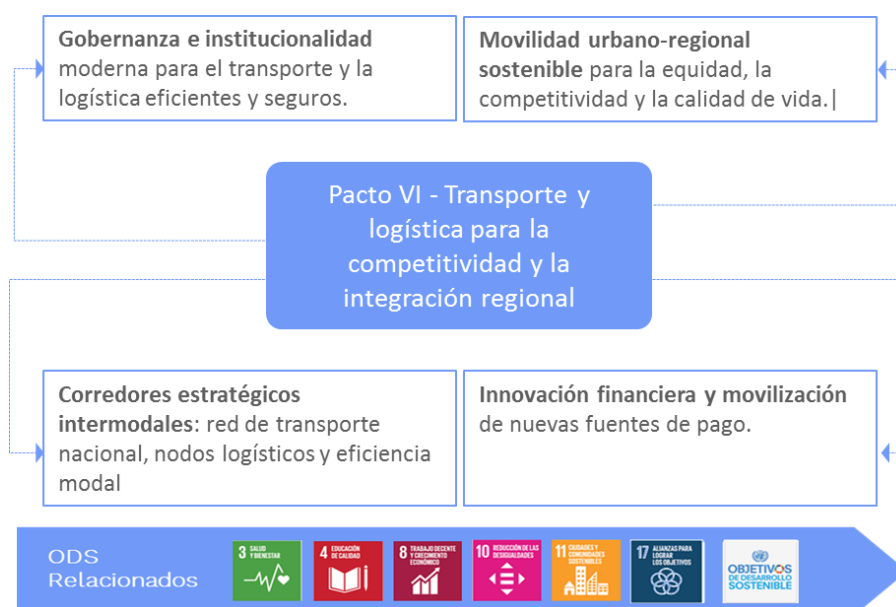 Gobernanza e institucionalidad
moderna para el transporte y la
logística eficientes y seguros.
Movilidad urbano-regional
sostenible para la equidad, la
competitividad y la calidad de vida.|
Pacto VI - Transporte y
logística para la
competitividad y la
integración regional
Corredores estratégicos
intermodales: red de transporte
nacional, nodos logísticos y eficiencia
modal
Innovación financiera y movilización
de nuevas fuentes de pago.
ODS
Relacionados
3 SALUD
Y BIENESTAR
4 EDUCACIÓN
DE CALIDAD
8 TRABAJO DECENTE
Y CRECIMIENTO
ECONÓMICO
10 REDUCCIÓN DE LAS
DESIGUALDADES
11 CIUDADES Y
COMUNIDADES
SOSTENIBLES
17 ALIANZAS PARA
LOGRAR
LOS OBJETIVOS
OBJETIVOS
DE DESARROLLO
SOSTENIBLE